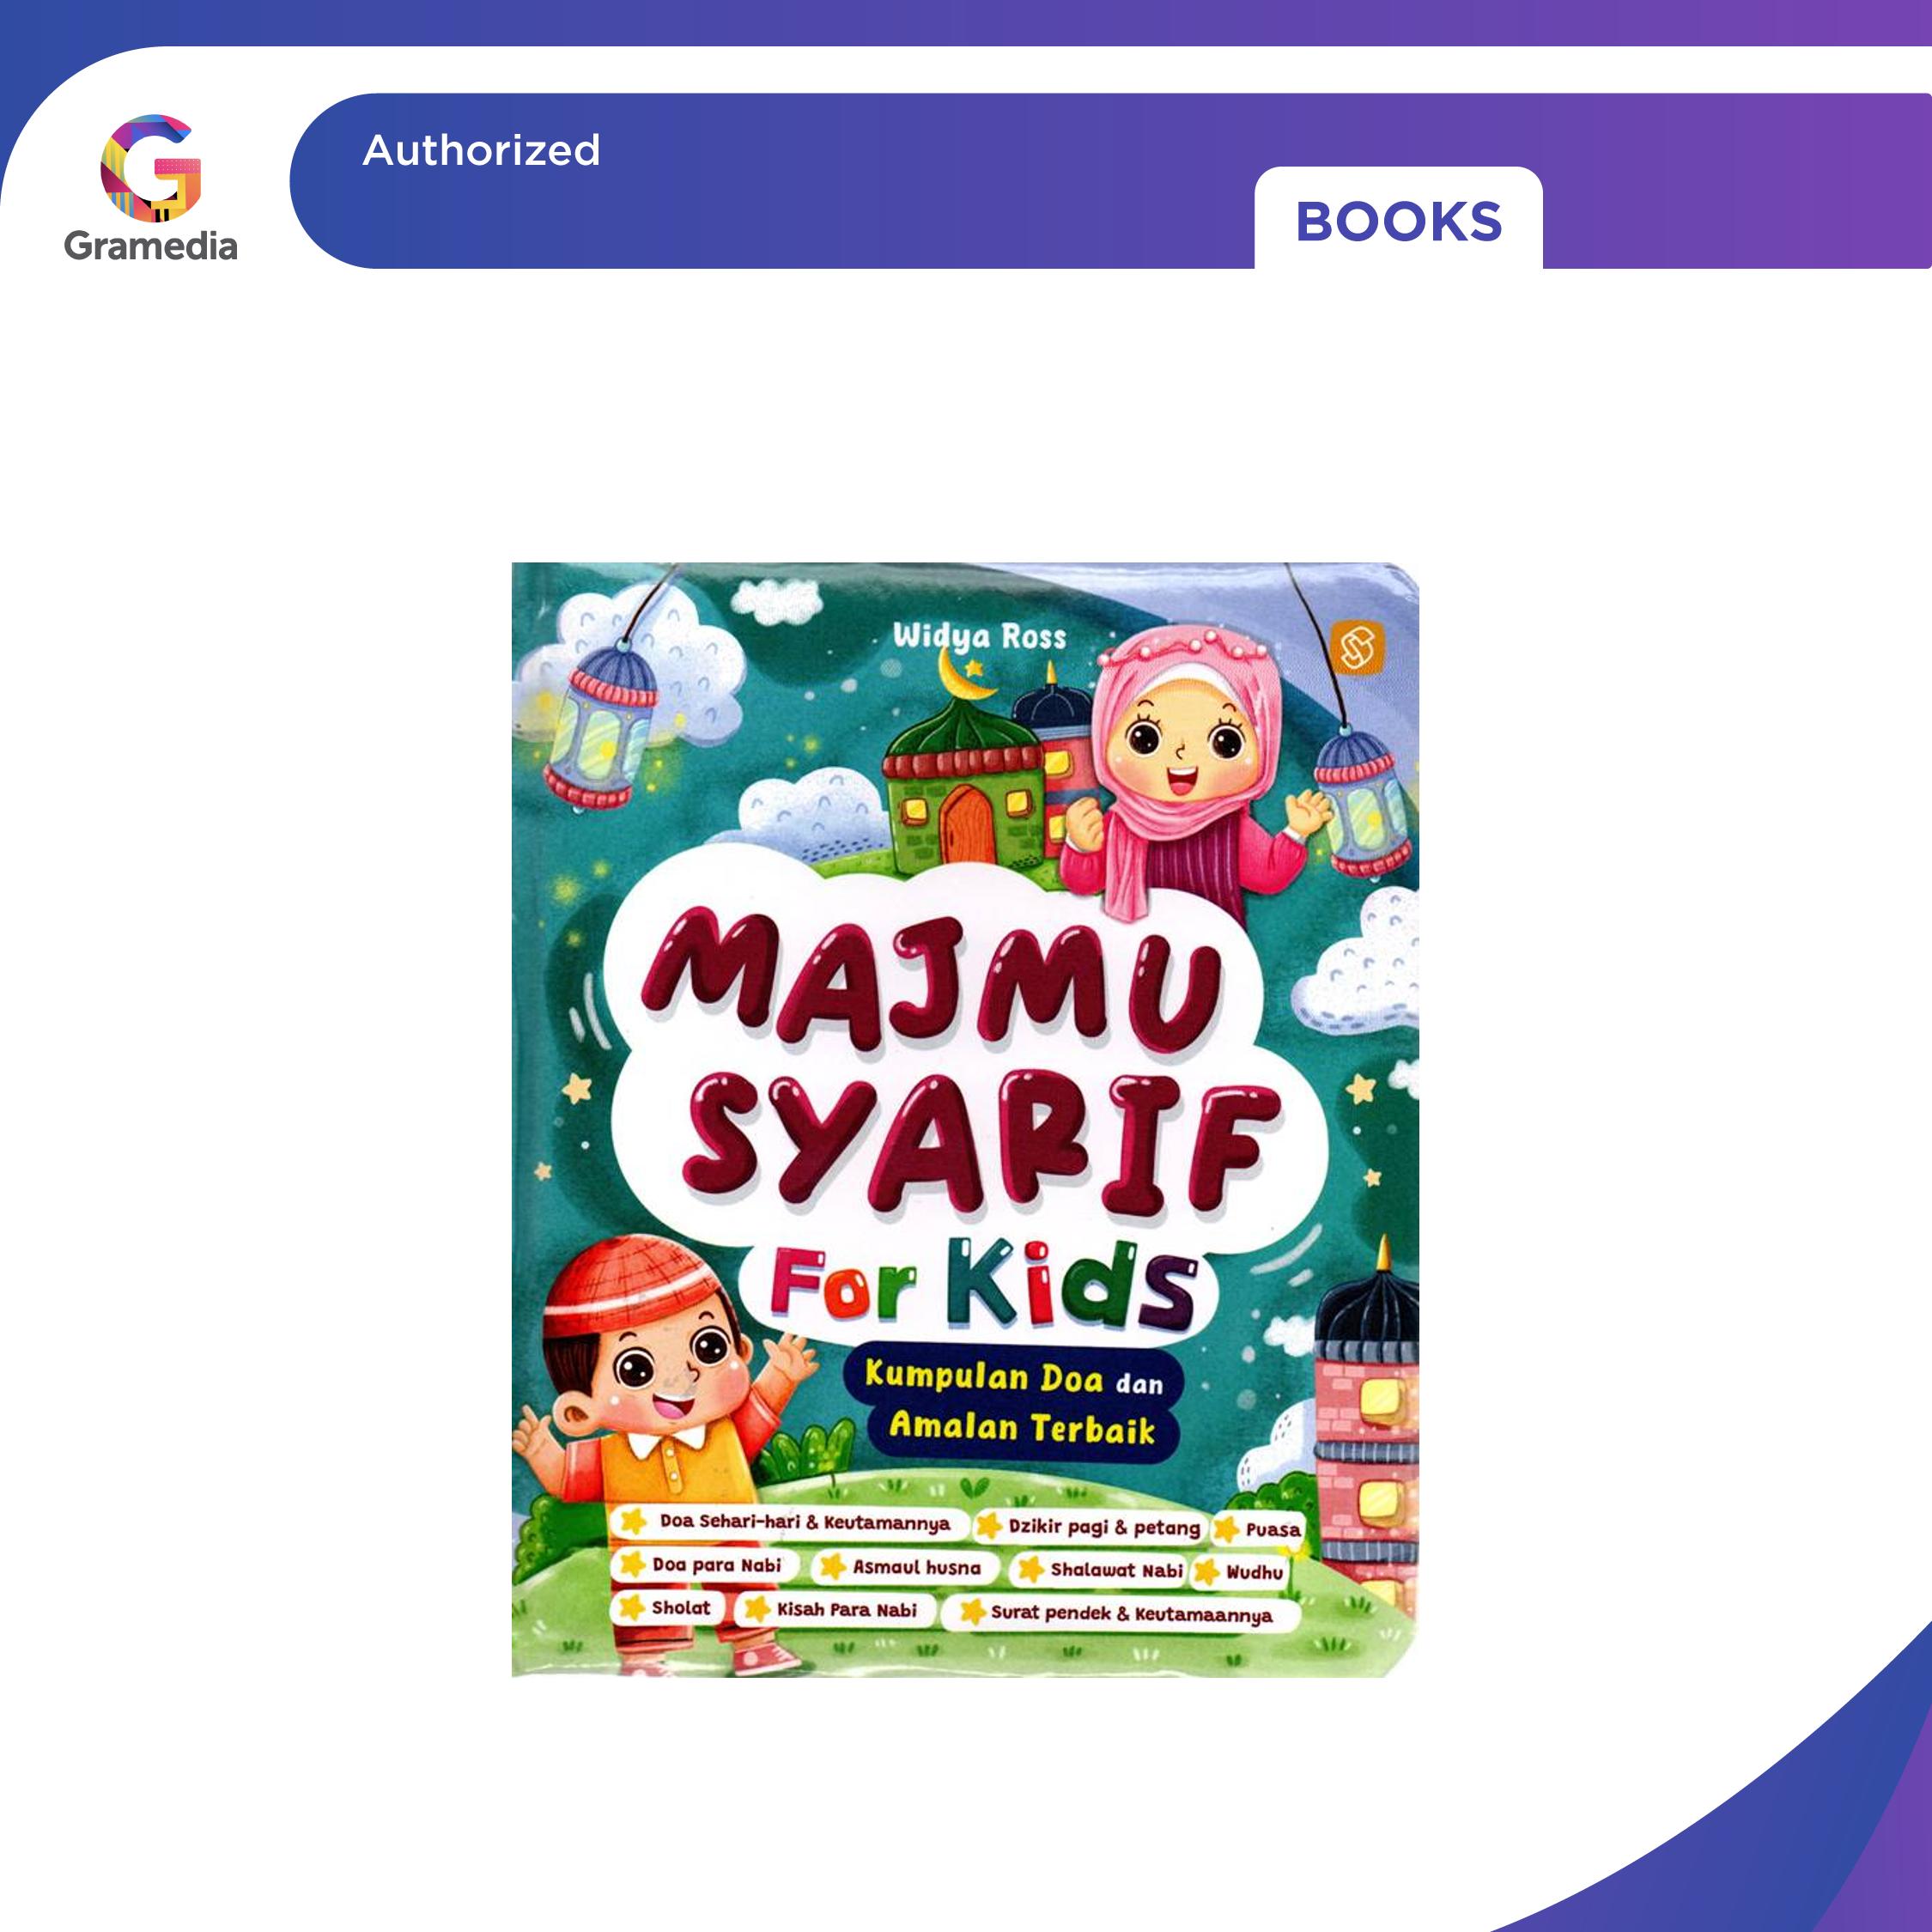 Authorized
BOOKS
Gramedia
Widya Ross
MAJMU
SYARIF
For Kids
Kumpulan Doa dan
Amalan Terbaik
Doa Sehari-hari & Keutamannya
Dzikir pagi & petang
Puasa
Doa para Nabi
Asmaul husna
Shalawat Nabi
Wudhu
Sholat
Kisah Para Nabi
Surat pendek & Keutamaannya